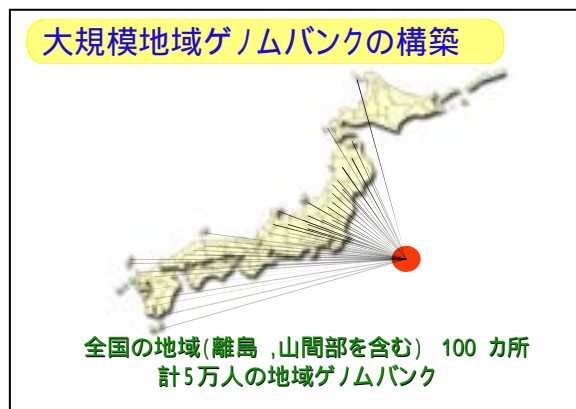 大規模地域ゲノムバンクの構築
全国の地域(離島 ,山間部を含む) 100 カ所
計5万人の地域ゲノムバンク